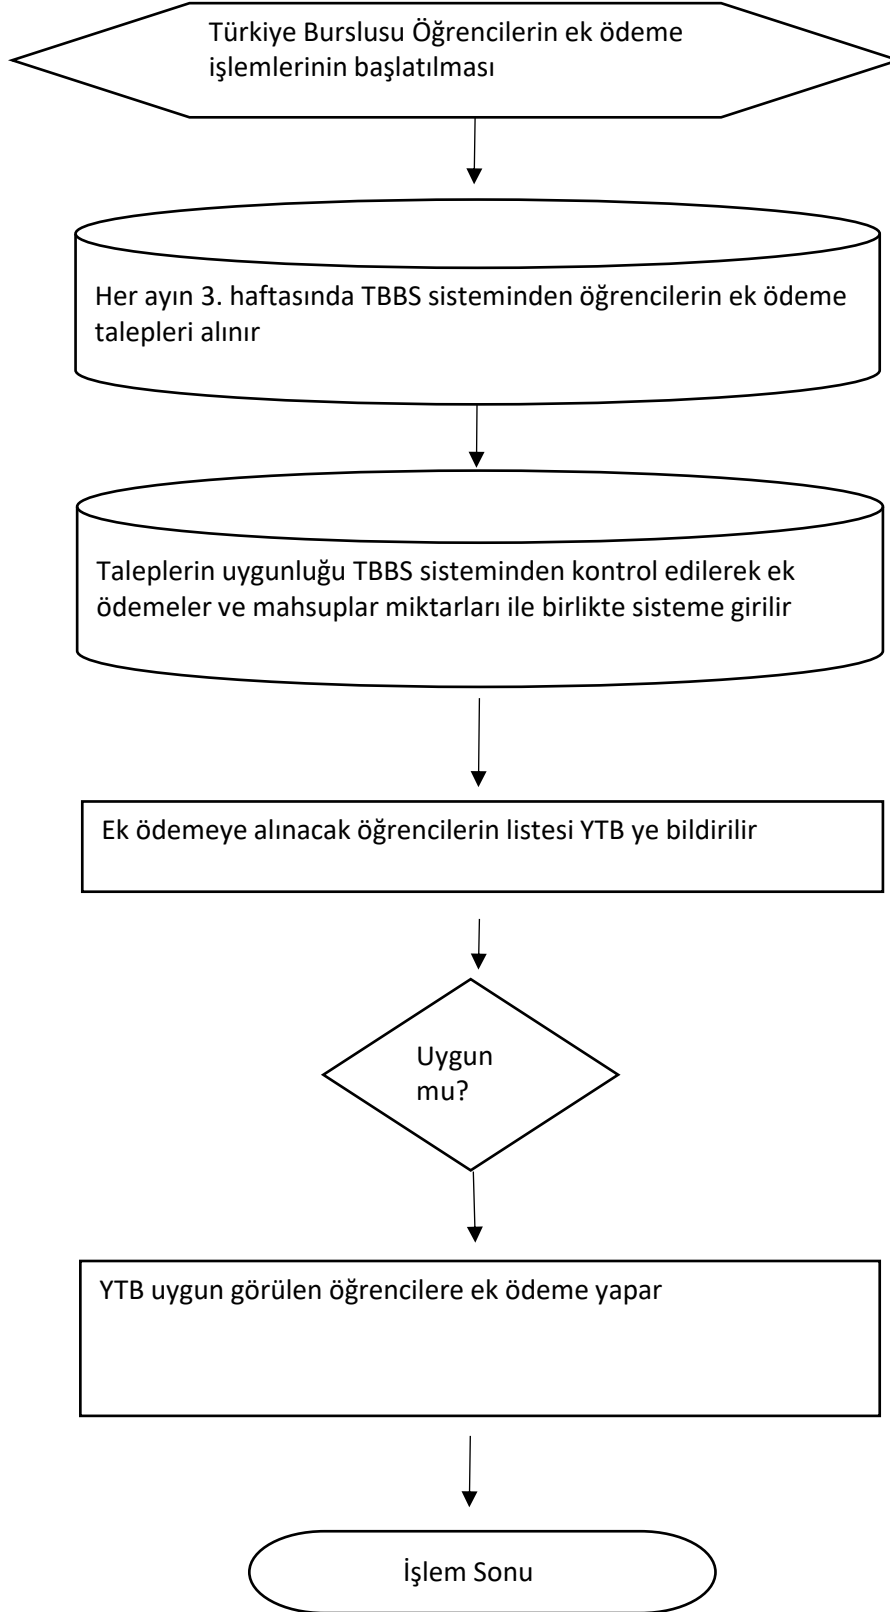 Türkiye Burslusu Öğrencilerin ek ödeme
işlemlerinin başlatılması
Her ayın 3. haftasında TBBS sisteminden öğrencilerin ek ödeme
talepleri alınır
Taleplerin uygunluğu TBBS sisteminden kontrol edilerek ek
ödemeler ve mahsuplar miktarları ile birlikte sisteme girilir
Ek ödemeye alınacak öğrencilerin listesi YTB ye bildirilir
Uygun
mu?
YTB uygun görülen öğrencilere ek ödeme yapar
İşlem Sonu